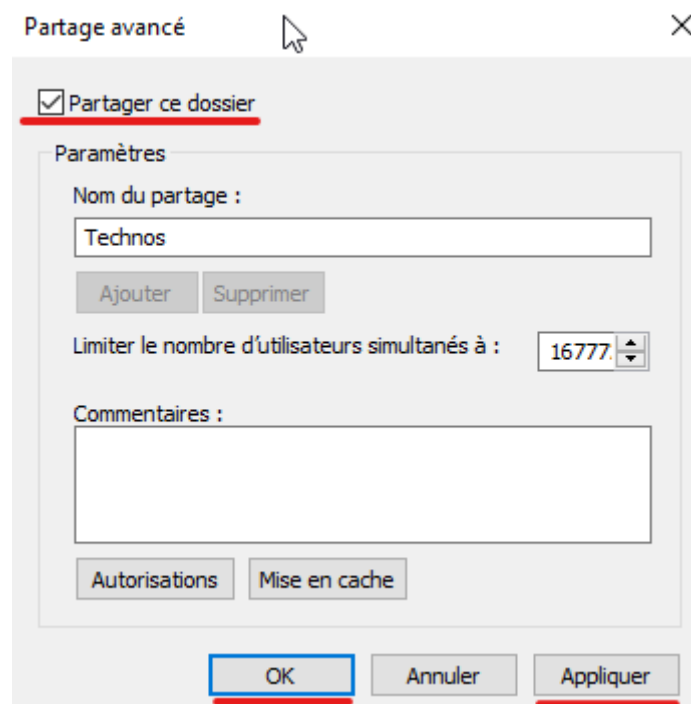 Partage avancé
Partager ce dossier
Paramètres
Nom du partage :
Technos
Ajouter Supprimer
Limiter le nombre d'utilisateurs simultanés à : 16777
Commentaires :
Autorisations Mise en cache
OK Annuler Appliquer